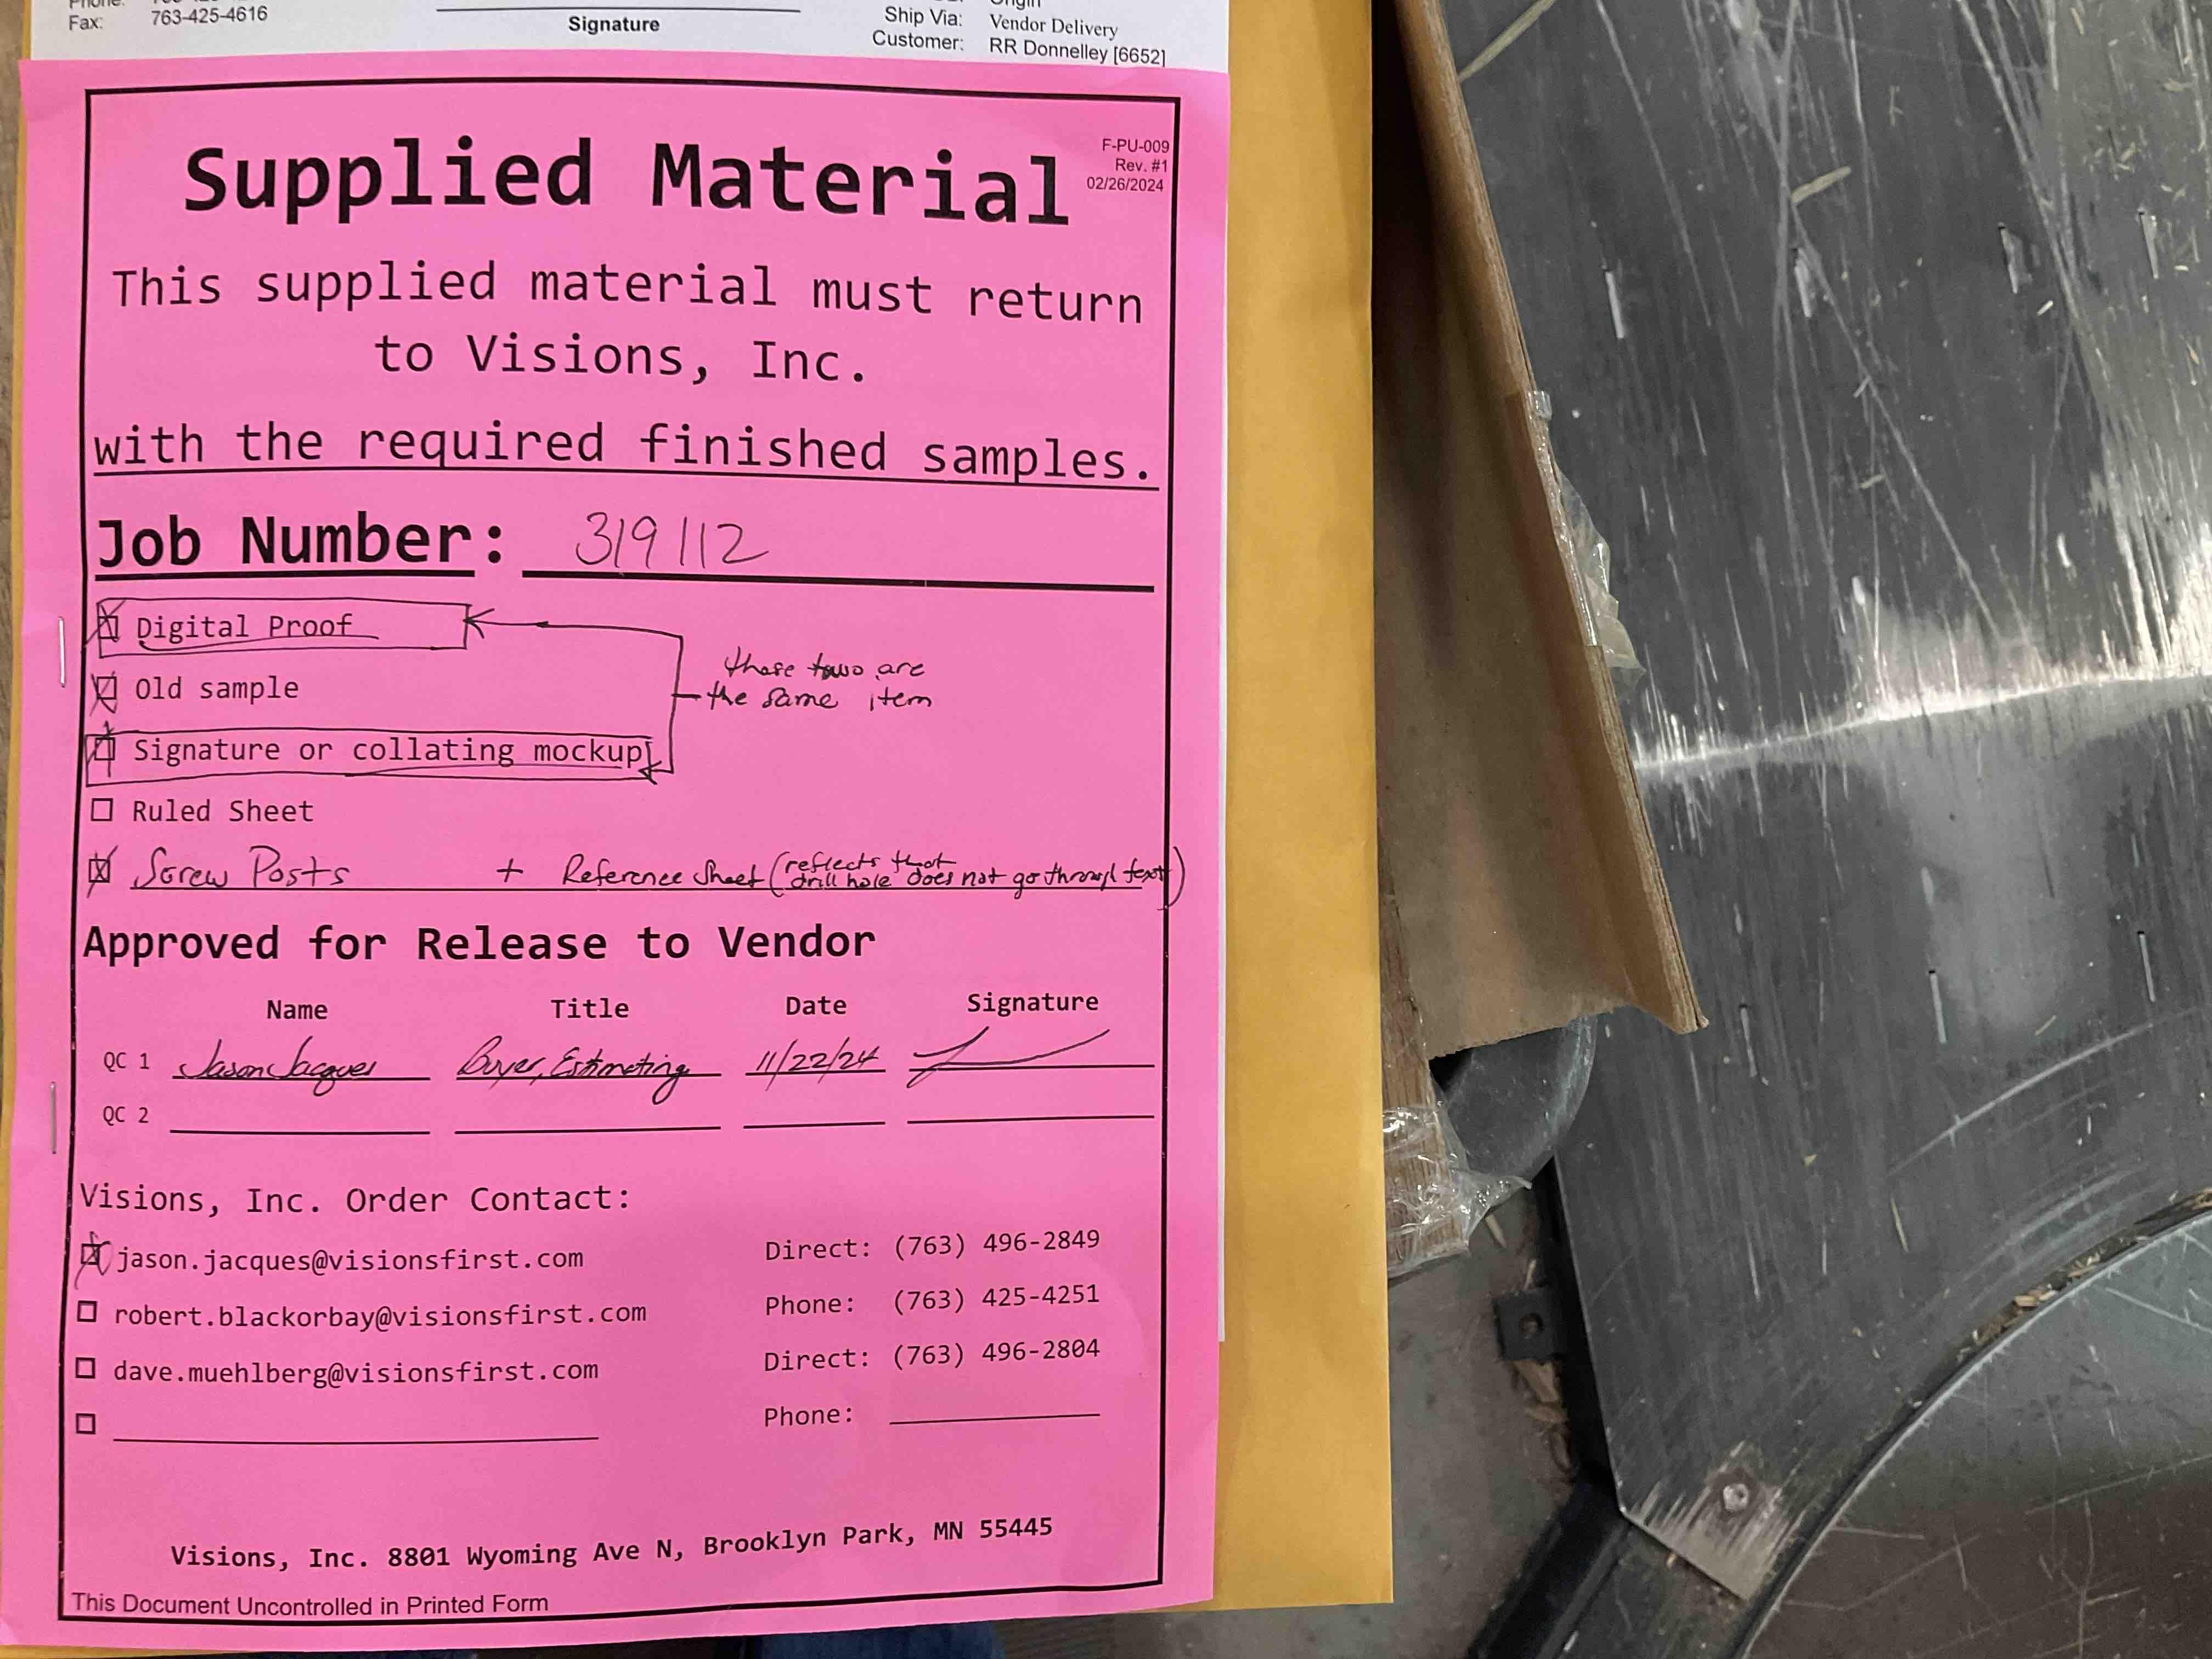 Fax: 763-425-4616
Signature
Ship Via: Vendor Delivery
Customer: RR Donnelley [6652]
F-PU-009
Rev. #1
02/26/2024
Supplied Material
This supplied material must return
to Visions, Inc.
with the required finished samples.
Job Number: 319112
Digital Proof
these two are
the same item
Old sample
Signature or collating mockup
Ruled Sheet
Screw Posts + Reference Sheet (reflects that
drill hole does not go through text)
Approved for Release to Vendor
Name Title Date Signature
QC 1 Jason Jacques Buyer, Estimating 11/22/24
QC 2
Visions, Inc. Order Contact:
jason.jacques@visionsfirst.com Direct: (763) 496-2849
robert.blackorbay@visionsfirst.com Phone: (763) 425-4251
dave.muehlberg@visionsfirst.com Direct: (763) 496-2804
Phone:
Visions, Inc. 8801 Wyoming Ave N, Brooklyn Park, MN 55445
This Document Uncontrolled in Printed Form